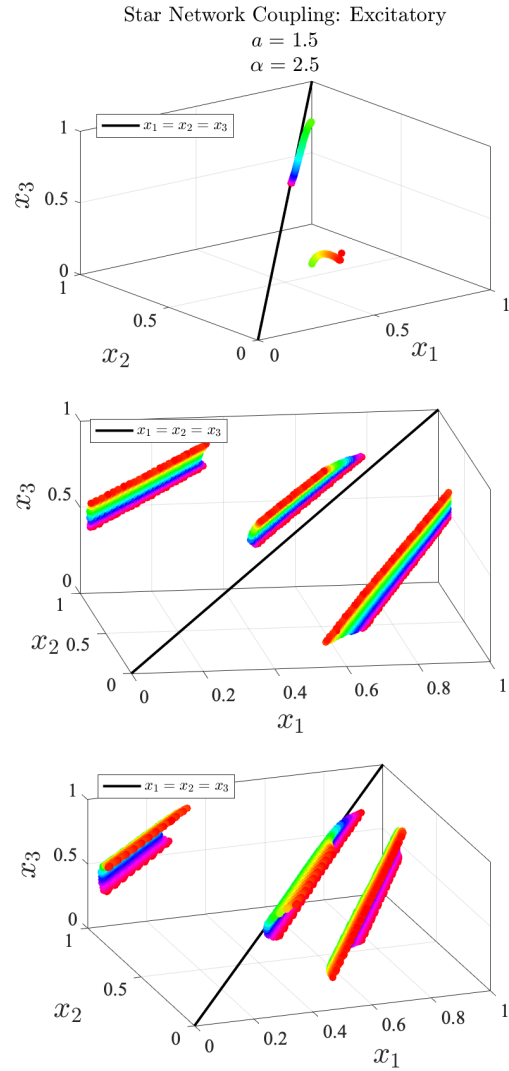 Star Network Coupling: Excitatory
a = 1.5
α = 2.5
x₁ = x₂ = x₃
x₃
1
0.5
0
1
0.5
0
x₂
0
0.5
1
x₁
x₁ = x₂ = x₃
x₃
1
0.5
0
1
x₂
0.5
0
0
0.2
0.4
0.6
0.8
1
x₁
x₁ = x₂ = x₃
x₃
1
0.5
0
1
0.5
x₂
0
0
0.2
0.4
0.6
0.8
1
x₁